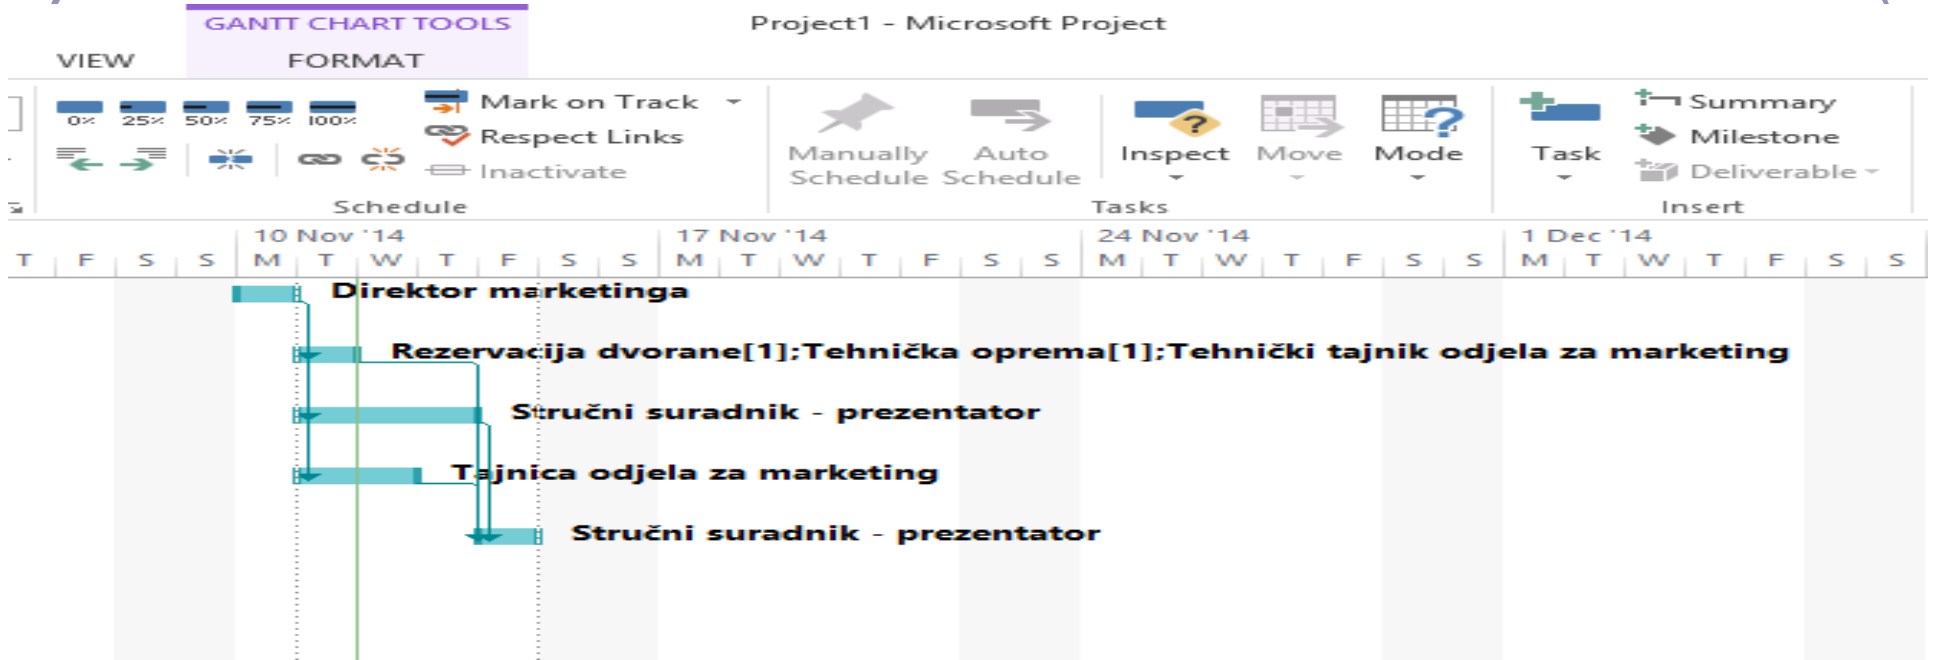 GANTT CHART TOOLS Project1 - Microsoft Project
VIEW FORMAT
0% 25% 50% 75% 100%
Mark on Track
Respect Links
Inactivate
Manually Schedule
Auto Schedule
Inspect
Move
Mode
Task
Summary
Milestone
Deliverable
Schedule Tasks Insert
10 Nov '14 17 Nov '14 24 Nov '14 1 Dec '14
T F S S M T W T F S S M T W T F S S M T W T F S S M T W T F S S
Direktor marketinga
Rezervacija dvorane[1];Tehnička oprema[1];Tehnički tajnik odjela za marketing
Stručni suradnik - prezentator
Tajnica odjela za marketing
Stručni suradnik - prezentator